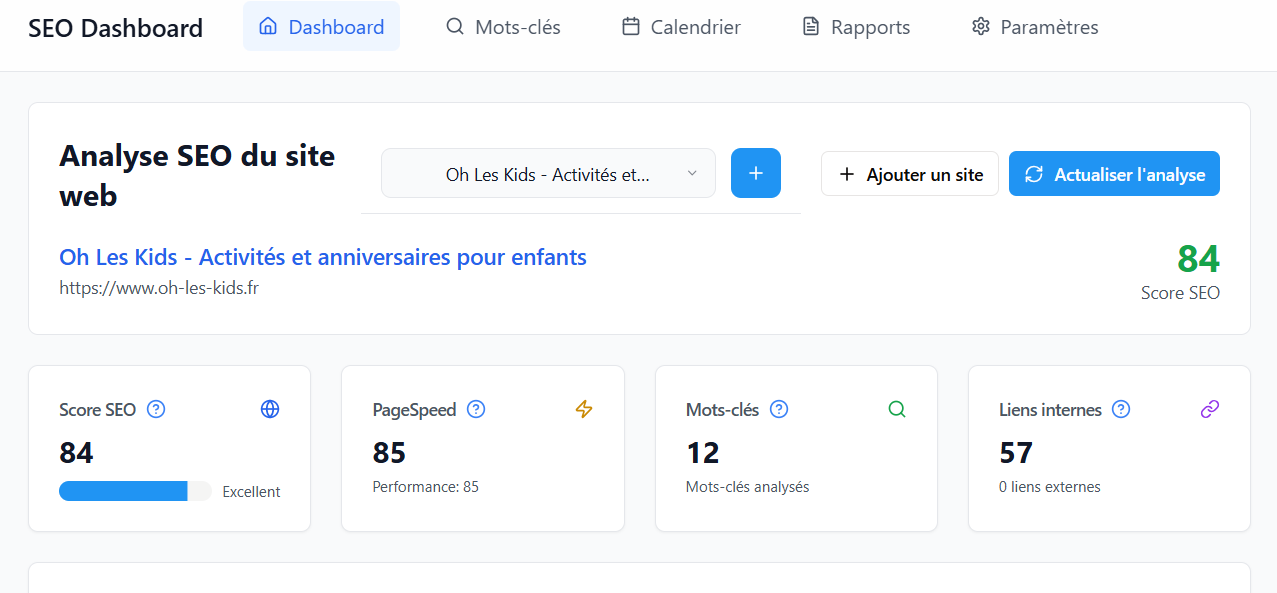 SEO Dashboard
Dashboard
Mots-clés
Calendrier
Rapports
Paramètres
Analyse SEO du site
web
Oh Les Kids - Activités et...
Ajouter un site
Actualiser l'analyse
Oh Les Kids - Activités et anniversaires pour enfants
https://www.oh-les-kids.fr
84
Score SEO
Score SEO
84
Excellent
PageSpeed
85
Performance: 85
Mots-clés
12
Mots-clés analysés
Liens internes
57
0 liens externes